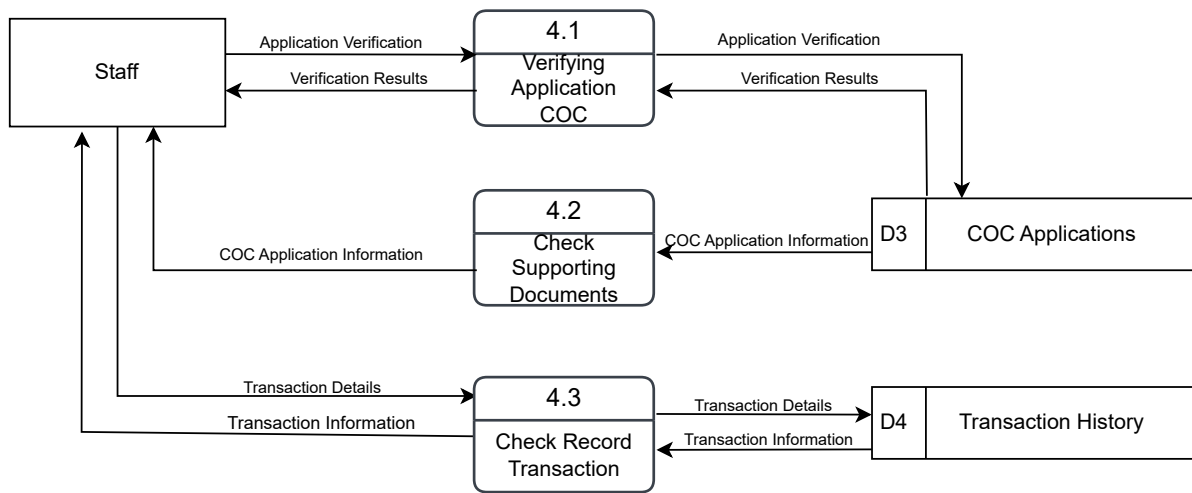 4.1
Application Verification
Application Verification
Staff
Verifying
Application
COC
Verification Results
Verification Results
4.2
COC Application Information
Check
Supporting
Documents
COC Application Information
D3
COC Applications
4.3
Transaction Details
Transaction Information
Check Record
Transaction
Transaction Details
Transaction Information
D4
Transaction History